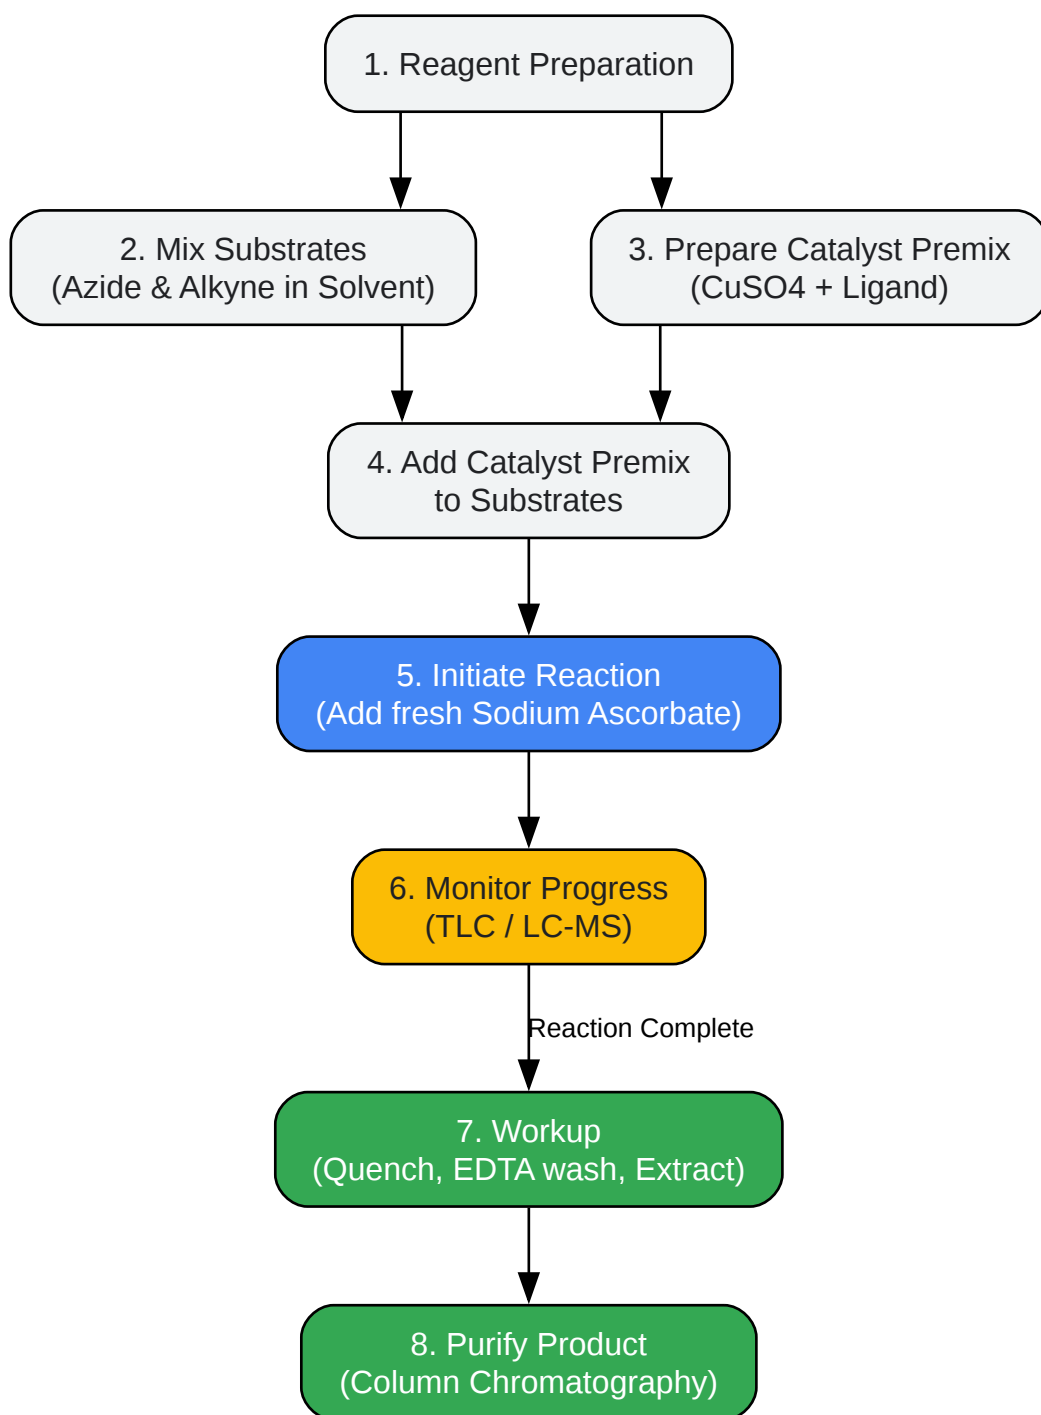 1. Reagent Preparation
2. Mix Substrates
(Azide & Alkyne in Solvent)
3. Prepare Catalyst Premix
(CuSO4 + Ligand)
4. Add Catalyst Premix
to Substrates
5. Initiate Reaction
(Add fresh Sodium Ascorbate)
6. Monitor Progress
(TLC / LC-MS)
Reaction Complete
7. Workup
(Quench, EDTA wash, Extract)
8. Purify Product
(Column Chromatography)